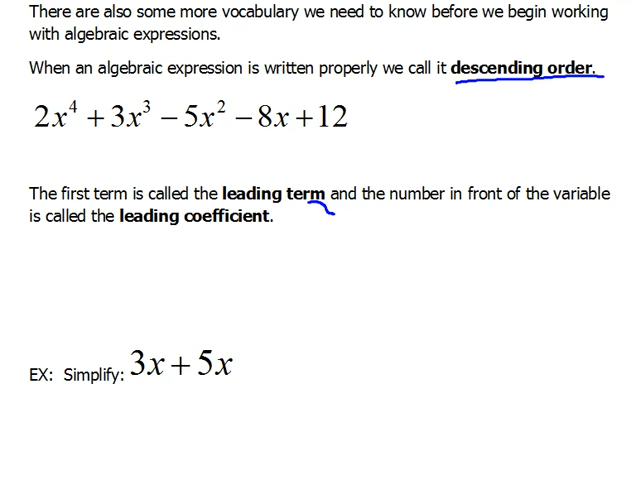 There are also some more vocabulary we need to know before we begin working
with algebraic expressions.
When an algebraic expression is written properly we call it descending order.
2x⁴ + 3x³ − 5x² − 8x + 12
The first term is called the leading term and the number in front of the variable
is called the leading coefficient.
EX: Simplify: 3x + 5x